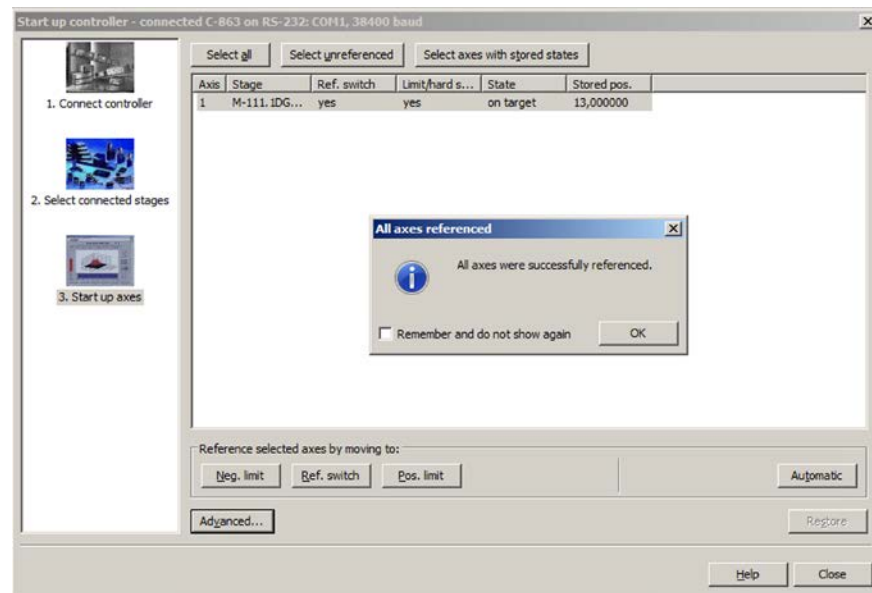 Start up controller - connected C-863 on RS-232: COM1, 38400 baud
Select all
Select unreferenced
Select axes with stored states
Axis Stage Ref. switch Limit/hard s... State Stored pos.
1 M-111.1DG... yes yes on target 13,000000
1. Connect controller
2. Select connected stages
3. Start up axes
All axes referenced
All axes were successfully referenced.
Remember and do not show again
OK
Reference selected axes by moving to:
Neg. limit
Ref. switch
Pos. limit
Automatic
Advanced...
Restore
Help
Close